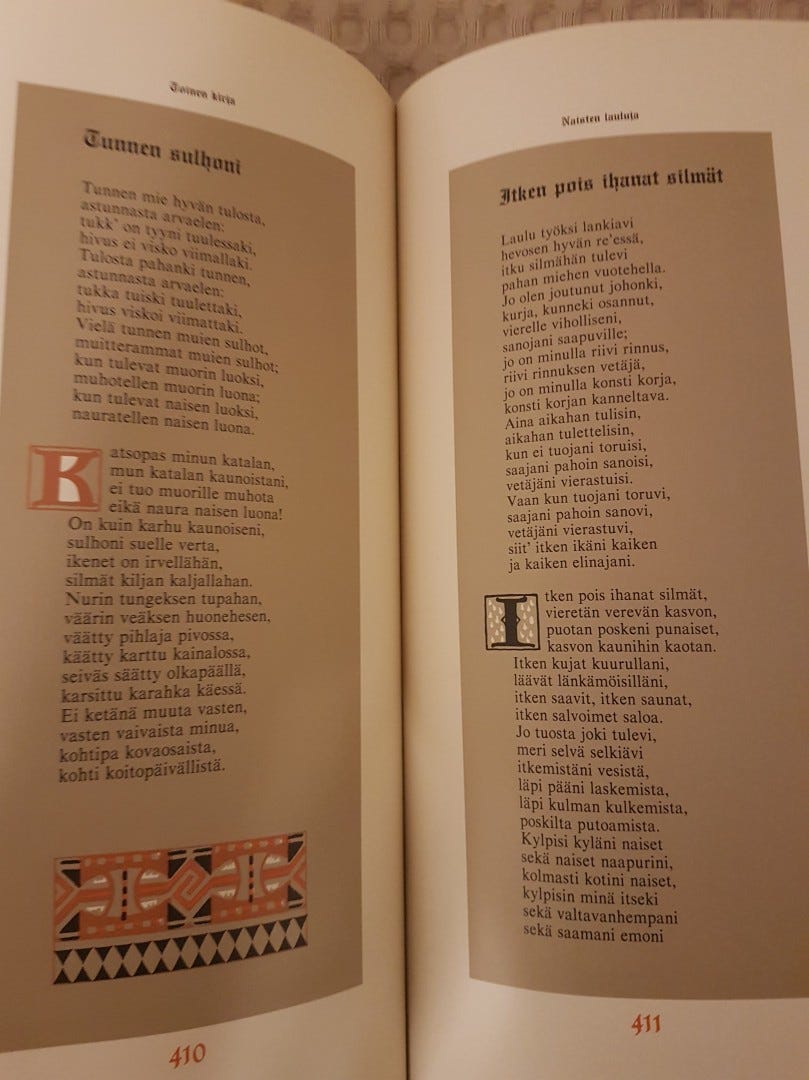 Toinen kirja
Tunnen sulhoni
Tunnen mie hyvän tulosta,
astunnasta arvaelen:
tukk' on tyyni tuulessaki,
hivus ei visko viimallaki.
Tulosta pahanki tunnen,
astunnasta arvaelen:
tukka tuiski tuulettaki,
hivus viskoi viimattaki.
Vielä tunnen muien sulhot,
muitterammat muien sulhot;
kun tulevat muorin luoksi,
muhotellen muorin luona;
kun tulevat naisen luoksi,
nauratellen naisen luona.
Katsopas minun katalan,
mun katalan kaunoistani,
ei tuo muorille muhota
eikä naura naisen luona!
On kuin karhu kaunoiseni,
sulhoni suelle verta,
ikenet on irvellähän,
silmät kiljan kaljallahan.
Nurin tungeksen tupahan,
väärin veäksen huonehesen,
väätty pihlaja pivossa,
käätty karttu kainalossa,
seiväs säätty olkapäällä,
karsittu karahka käessä.
Ei ketänä muuta vasten,
vasten vaivaista minua,
kohtipa kovaosaista,
kohti koitopäivällistä.
410
Naisten lauluja
Itken pois ihanat silmät
Laulu työksi lankiavi
hevosen hyvän re'essä,
itku silmähän tulevi
pahan miehen vuotehella.
Jo olen joutunut johonki,
kurja, kunneki osannut,
vierelle viholliseni,
sanojani saapuville;
jo on minulla riivi rinnus,
riivi rinnuksen vetäjä,
jo on minulla konsti korja,
konsti korjan kanneltava.
Aina aikahan tulisin,
aikahan tulettelisin,
kun ei tuojani toruisi,
saajani pahoin sanoisi,
vetäjäni vierastuisi.
Vaan kun tuojani toruvi,
saajani pahoin sanovi,
vetäjäni vierastuvi,
siit' itken ikäni kaiken
ja kaiken elinajani.
Itken pois ihanat silmät,
vieretän verevän kasvon,
puotan poskeni punaiset,
kasvon kaunihin kaotan.
Itken kujat kuurullani,
läävät länkämöisilläni,
itken saavit, itken saunat,
itken salvoimet saloa.
Jo tuosta joki tulevi,
meri selvä selkiävi
itkemistäni vesistä,
läpi pääni laskemista,
läpi kulman kulkemista,
poskilta putoamista.
Kylpisi kyläni naiset
sekä naiset naapurini,
kolmasti kotini naiset,
kylpisin minä itseki
sekä valtavanhempani
sekä saamani emoni
411